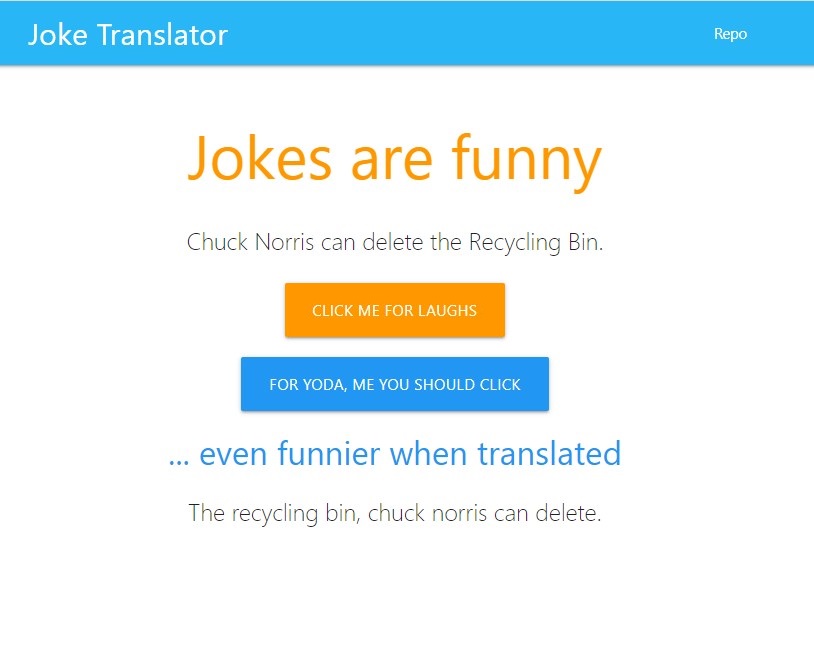 Joke Translator
Repo
Jokes are funny
Chuck Norris can delete the Recycling Bin.
CLICK ME FOR LAUGHS
FOR YODA, ME YOU SHOULD CLICK
... even funnier when translated
The recycling bin, chuck norris can delete.